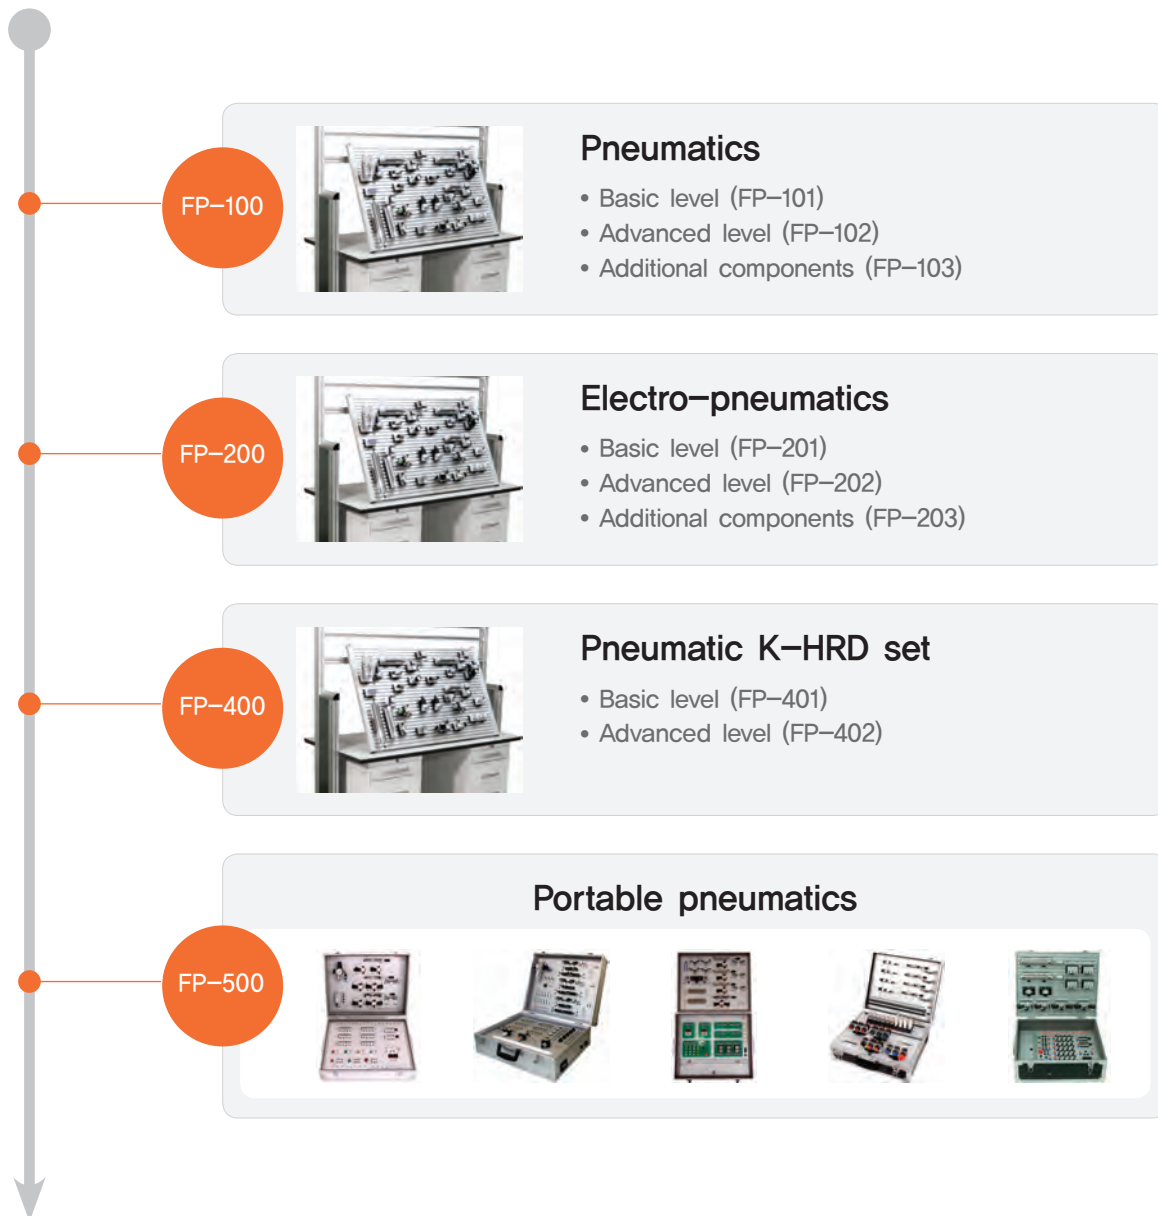 FP-100
Pneumatics
• Basic level (FP-101)
• Advanced level (FP-102)
• Additional components (FP-103)
FP-200
Electro-pneumatics
• Basic level (FP-201)
• Advanced level (FP-202)
• Additional components (FP-203)
FP-400
Pneumatic K-HRD set
• Basic level (FP-401)
• Advanced level (FP-402)
Portable pneumatics
FP-500